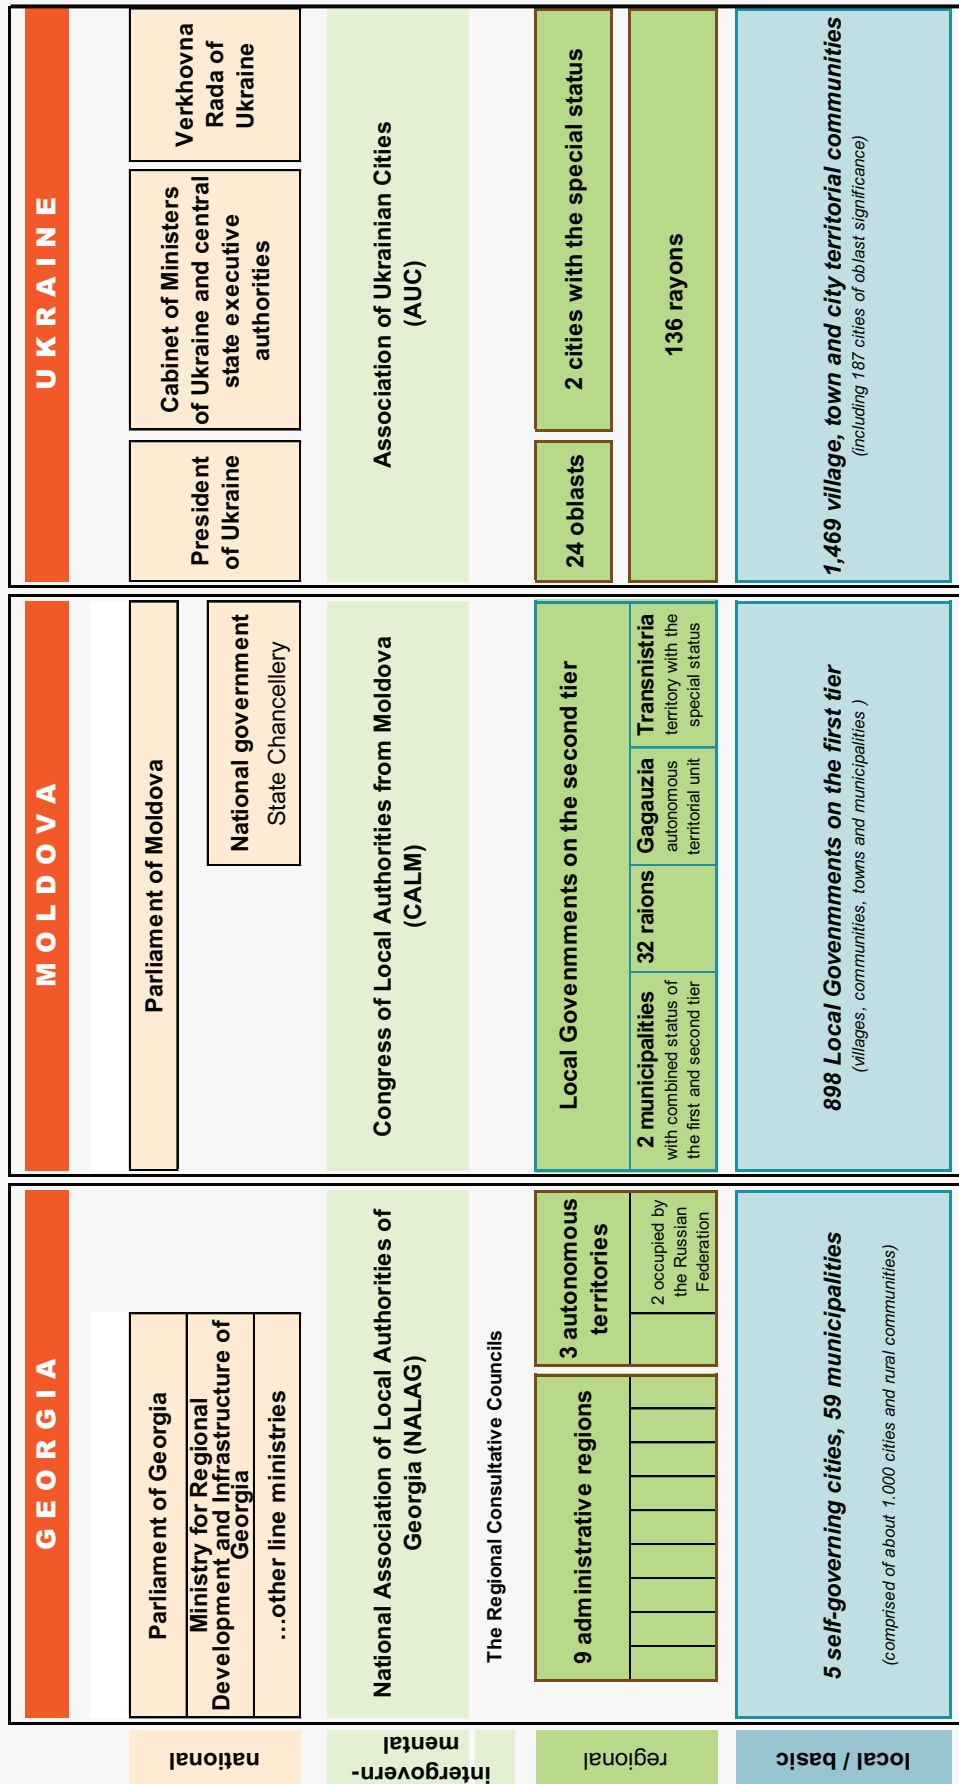 GEORGIA
MOLDOVA
UKRAINE
national
Parliament of Georgia
Ministry for Regional
Development and Infrastructure of
Georgia
...other line ministries
Parliament of Moldova
National government
State Chancellery
President
of Ukraine
Cabinet of Ministers
of Ukraine and central
state executive
authorities
Verkhovna
Rada of
Ukraine
intergovern-
mental
National Association of Local Authorities of
Georgia (NALAG)
The Regional Consultative Councils
Congress of Local Authorities from Moldova
(CALM)
Association of Ukrainian Cities
(AUC)
regional
9 administrative regions
3 autonomous
territories
2 occupied by
the Russian
Federation
Local Govenmments on the second tier
2 municipalities
with combined status of
the first and second tier
32 raions
Gagauzia
autonomous
territorial unit
Transnistria
territory with the
special status
24 oblasts
2 cities with the special status
136 rayons
local / basic
5 self-governing cities, 59 municipalities
(comprised of about 1.000 cities and rural communities)
898 Local Govenmments on the first tier
(villages, communities, towns and municipalities )
1,469 village, town and city territorial communities
(including 187 cities of oblast significance)